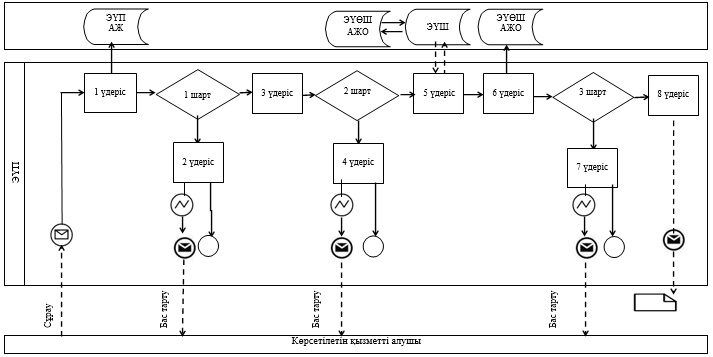 ЭҮП
АЖ
ЭҮӨШ
АЖО
ЭҮШ
ЭҮӨШ
АЖО
1 үдеріс
1 шарт
3 үдеріс
2 шарт
5 үдеріс
6 үдеріс
3 шарт
8 үдеріс
ЭҮП
2 үдеріс
4 үдеріс
7 үдеріс
Сұрау
Бас тарту
Бас тарту
Бас тарту
Көрсетілетін қызметті алушы